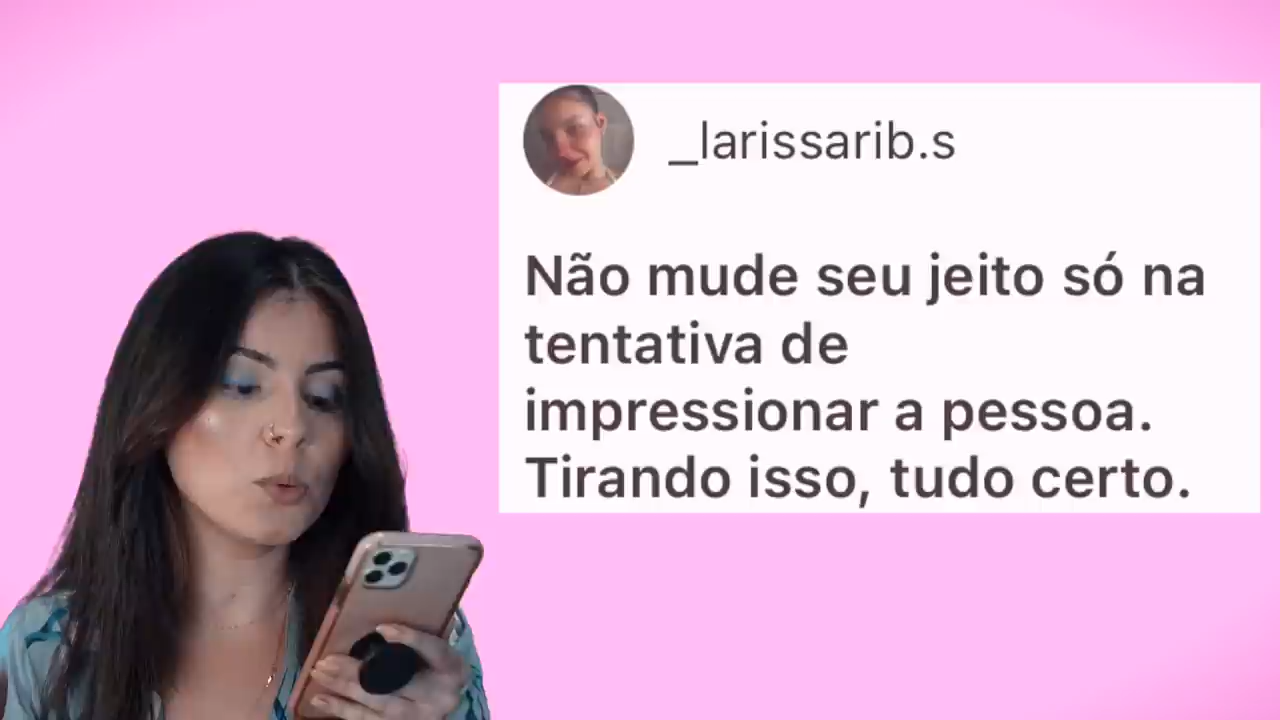 _larissarib.s
Não mude seu jeito só na
tentativa de
impressionar a pessoa.
Tirando isso, tudo certo.